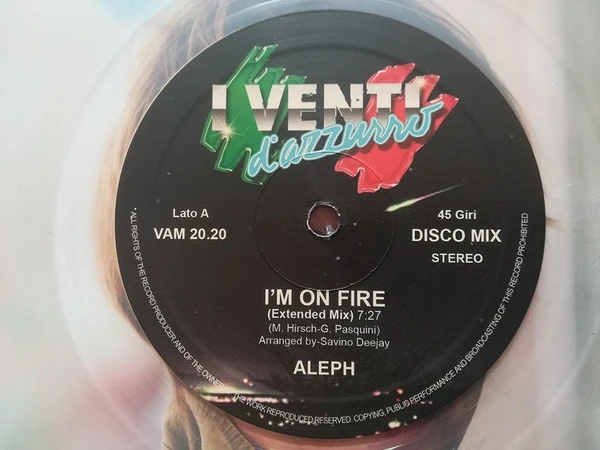 I VENTI
d'azzurro
Lato A
VAM 20.20
45 Giri
DISCO MIX
STEREO
I'M ON FIRE
(Extended Mix) 7:27
(M. Hirsch-G. Pasquini)
Arranged by-Savino Deejay
ALEPH
* ALL RIGHTS OF THE RECORD PRODUCER AND OF THE OWNER THE WORK REPRODUCED RESERVED. COPYING, PUBLIC PERFORMANCE AND BROADCASTING OF THIS RECORD PROHIBITED